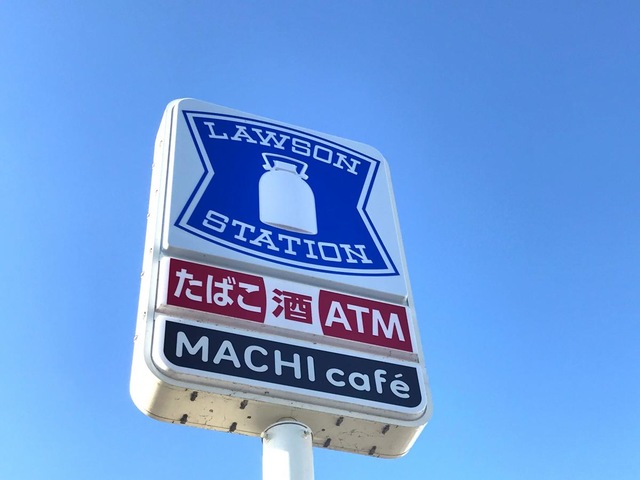 LAWSON
STATION
たばこ 酒 ATM
MACHI café